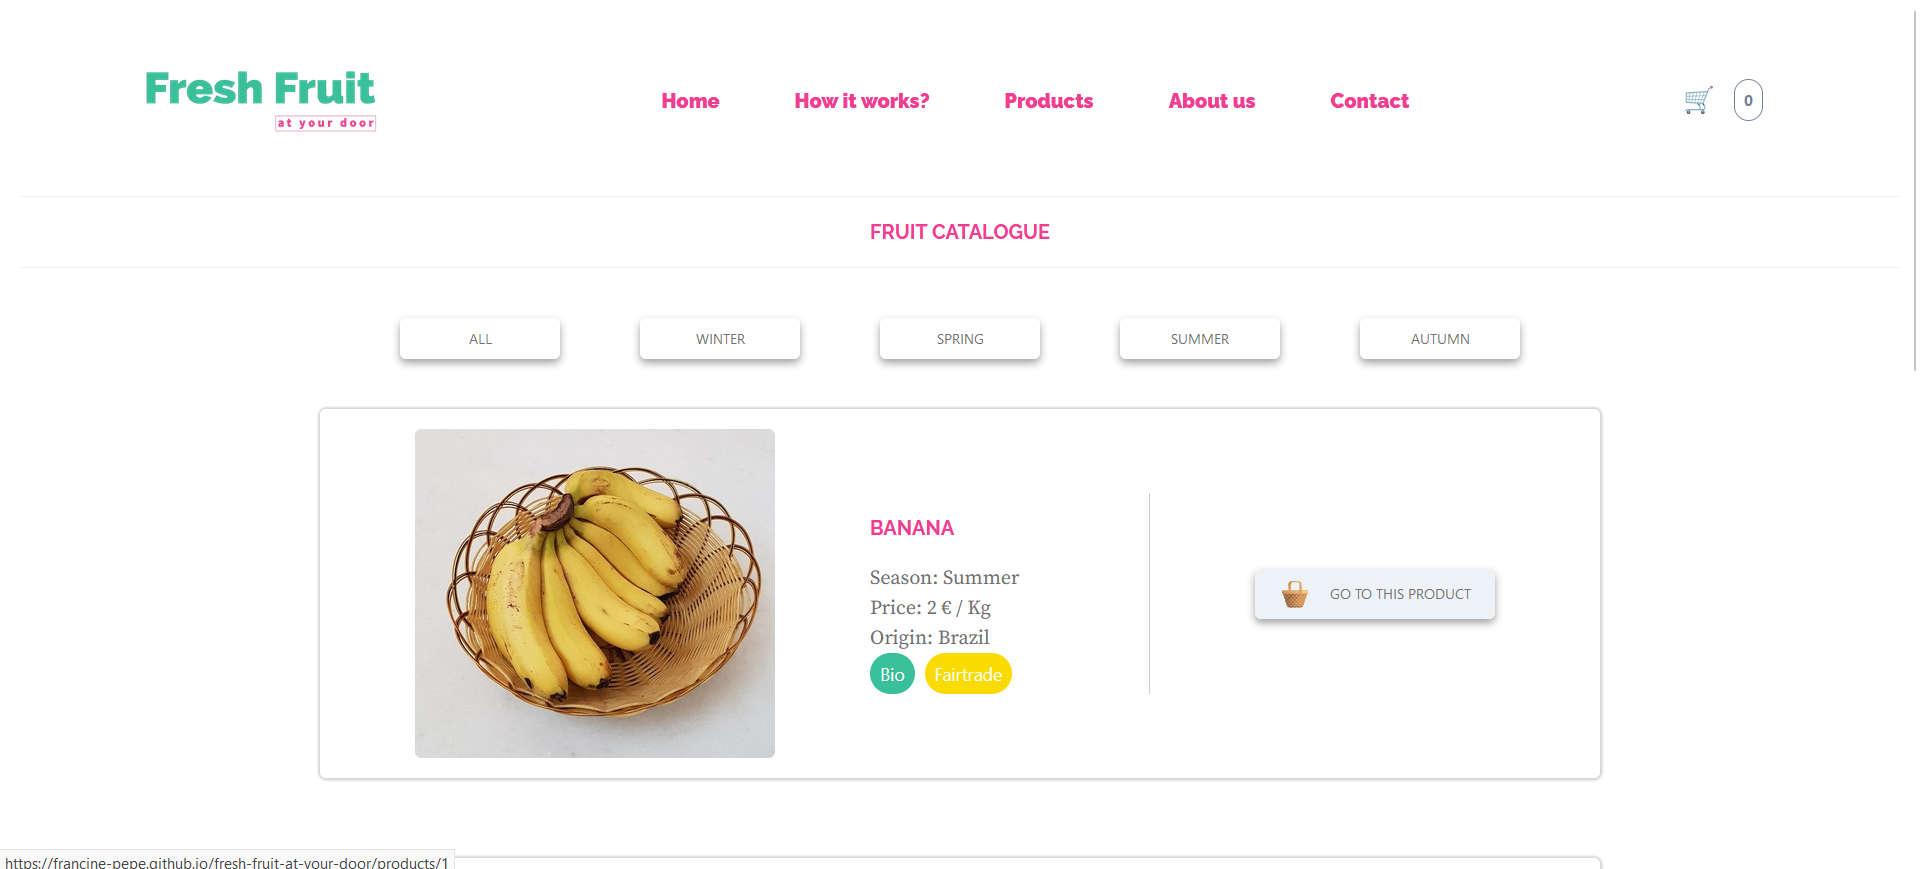 Fresh Fruit
at your door
Home How it works? Products About us Contact
0
FRUIT CATALOGUE
ALL WINTER SPRING SUMMER AUTUMN
BANANA
Season: Summer
Price: 2 € / Kg
Origin: Brazil
Bio Fairtrade
GO TO THIS PRODUCT
https://francine-pepe.github.io/fresh-fruit-at-your-door/products/1